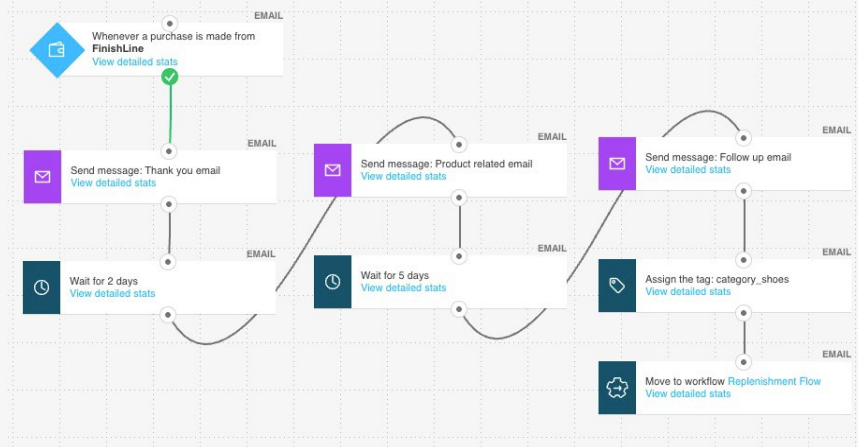 EMAIL
Whenever a purchase is made from
FinishLine
View detailed stats
EMAIL
Send message: Thank you email
View detailed stats
EMAIL
Wait for 2 days
View detailed stats
EMAIL
Send message: Product related email
View detailed stats
EMAIL
Wait for 5 days
View detailed stats
EMAIL
Send message: Follow up email
View detailed stats
EMAIL
Assign the tag: category_shoes
View detailed stats
EMAIL
Move to workflow Replenishment Flow
View detailed stats